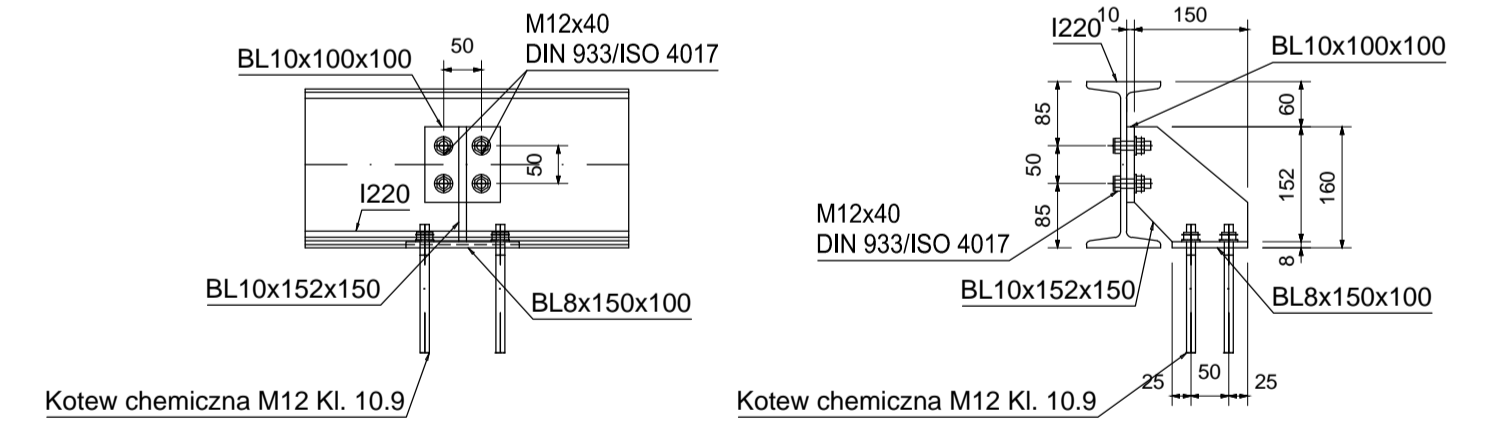 M12x40
DIN 933/ISO 4017
50
BL10x100x100
50
I220
BL10x152x150
BL8x150x100
Kotew chemiczna M12 Kl. 10.9
10
150
I220
BL10x100x100
85
60
50
152
160
85
8
M12x40
DIN 933/ISO 4017
BL10x152x150
BL8x150x100
25
50
25
Kotew chemiczna M12 Kl. 10.9